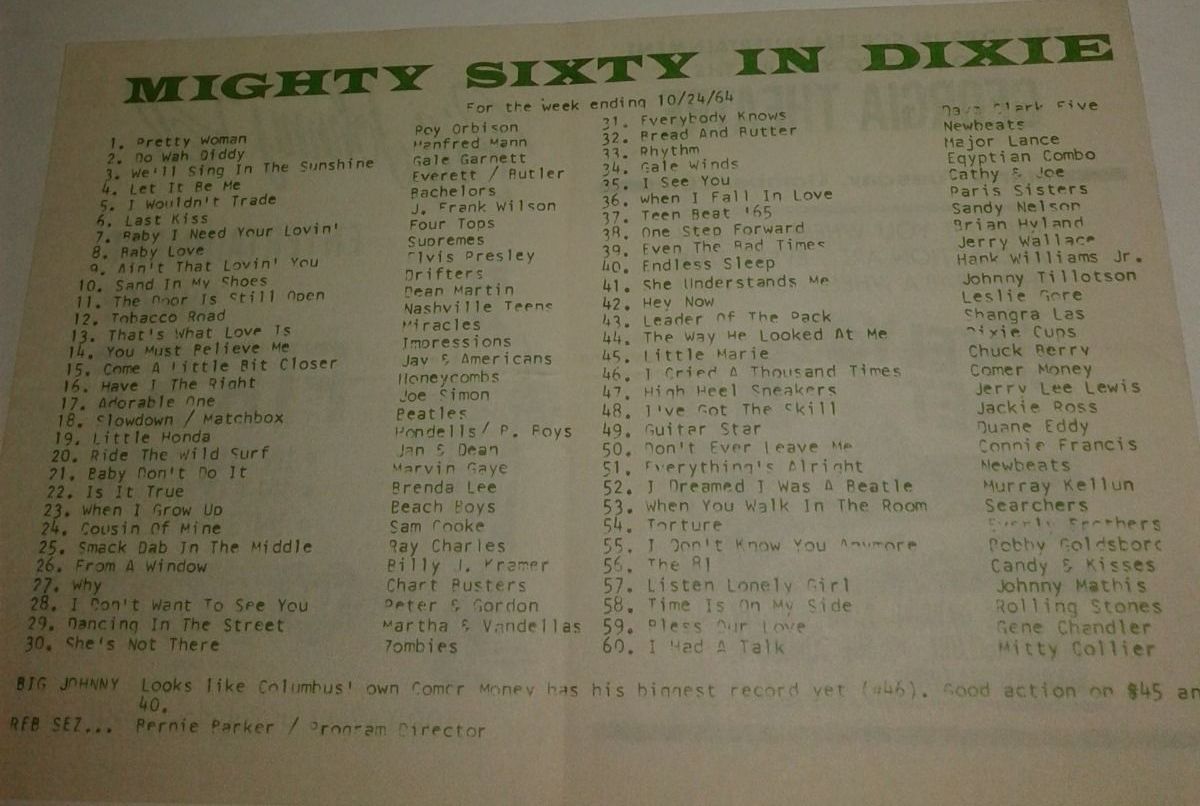 MIGHTY SIXTY IN DIXIE
For the week ending 10/24/64
1. Pretty Woman Roy Orbison
2. Do Wah Diddy Manfred Mann
3. We'll Sing In The Sunshine Gale Garnett
4. Let It Be Me Everett / Butler
5. I Wouldn't Trade Bachelors
6. Last Kiss J. Frank Wilson
7. Baby I Need Your Lovin' Four Tops
8. Baby Love Supremes
9. Ain't That Lovin' You Elvis Presley
10. Sand In My Shoes Drifters
11. The Door Is Still Open Dean Martin
12. Tobacco Road Nashville Teens
13. That's What Love Is Miracles
14. You Must Believe Me Impressions
15. Come A Little Bit Closer Jay & Americans
16. Have I The Right Honeycombs
17. Adorable One Joe Simon
18. Slowdown / Matchbox Beatles
19. Little Honda Hondells/ B. Boys
20. Ride The Wild Surf Jan & Dean
21. Baby Don't Do It Marvin Gaye
22. Is It True Brenda Lee
23. When I Grow Up Beach Boys
24. Cousin Of Mine Sam Cooke
25. Smack Dab In The Middle Ray Charles
26. From A Window Billy J. Kramer
27. Why Chart Busters
28. I Don't Want To See You Peter & Gordon
29. Dancing In The Street Martha & Vandellas
30. She's Not There Zombies
31. Everybody Knows Dave Clark Five
32. Bread And Butter Newbeats
33. Rhythm Major Lance
34. Gale Winds Egyptian Combo
35. I See You Cathy & Joe
36. When I Fall In Love Paris Sisters
37. Teen Beat '65 Sandy Nelson
38. One Step Forward Brian Hyland
39. Even The Bad Times Jerry Wallace
40. Endless Sleep Hank Williams Jr.
41. She Understands Me Johnny Tillotson
42. Hey Now Leslie Gore
43. Leader Of The Pack Shangra Las
44. The Way He Looked At Me Dixie Cups
45. Little Marie Chuck Berry
46. I Cried A Thousand Times Comer Money
47. High Heel Sneakers Jerry Lee Lewis
48. I've Got The Skill Jackie Ross
49. Guitar Star Duane Eddy
50. Don't Ever Leave Me Connie Francis
51. Everything's Alright Newbeats
52. I Dreamed I Was A Beatle Murray Kellun
53. When You Walk In The Room Searchers
54. Torture Everly Brothers
55. I Don't Know You Anymore Bobby Goldsboro
56. The 81 Candy & Kisses
57. Listen Lonely Girl Johnny Mathis
58. Time Is On My Side Rolling Stones
59. Bless Our Love Gene Chandler
60. I Had A Talk Mitty Collier
BIG JOHNNY Looks like Columbus' own Comer Money has his biggest record yet (#46). Good action on $45 an
40.
REB SEZ... Bernie Parker / Program Director